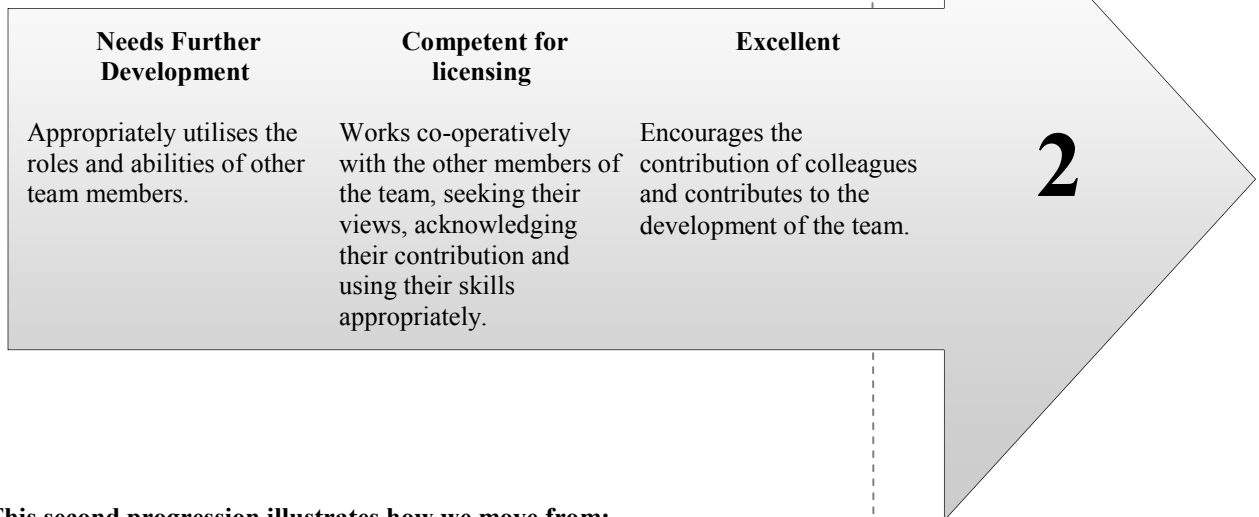 Needs Further
Development
Appropriately utilises the
roles and abilities of other
team members.
Competent for
licensing
Works co-operatively
with the other members of
the team, seeking their
views, acknowledging
their contribution and
using their skills
appropriately.
Excellent
Encourages the
contribution of colleagues
and contributes to the
development of the team.
2
This second progression illustrates how we move from: